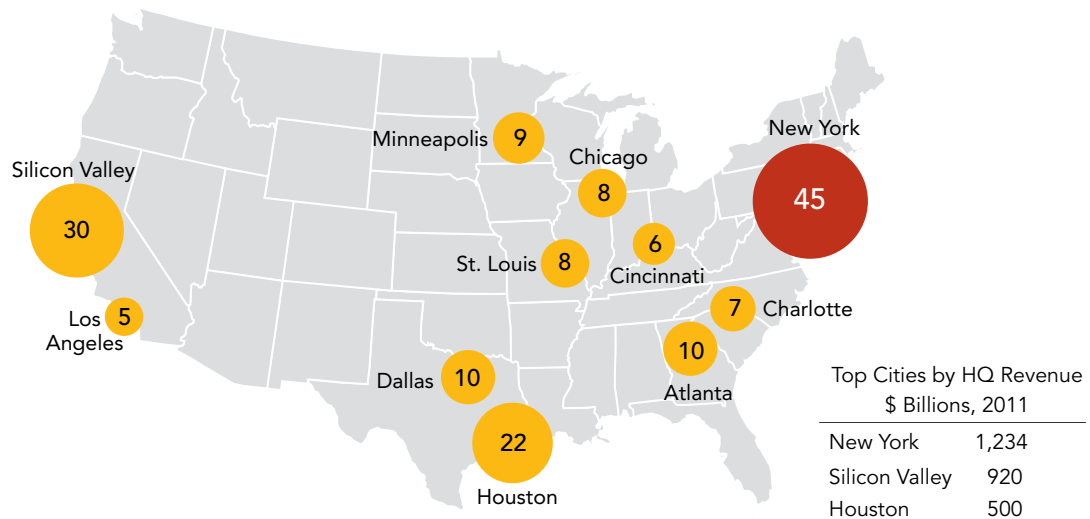 New York
45
Minneapolis
9
Chicago
8
Silicon Valley
30
6
Cincinnati
St. Louis
8
7
Charlotte
Los
Angeles
5
10
Atlanta
Dallas
10
22
Houston
Top Cities by HQ Revenue
$ Billions, 2011
New York 1,234
Silicon Valley 920
Houston 500